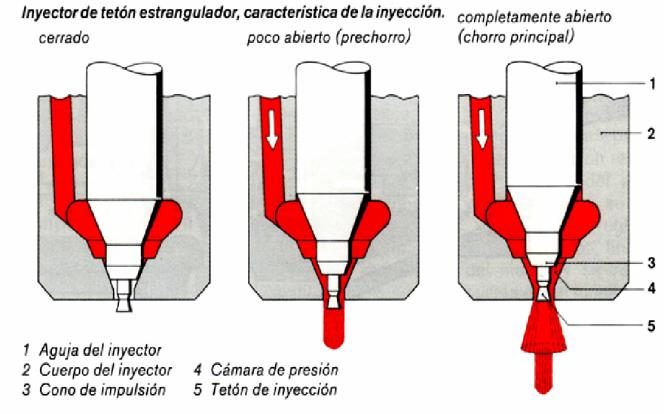 Inyector de tetón estrangulador, característica de la inyección.
cerrado
poco abierto (prechorro)
completamente abierto
(chorro principal)
1
2
3
4
5
1 Aguja del inyector
2 Cuerpo del inyector
3 Cono de impulsión
4 Cámara de presión
5 Tetón de inyección